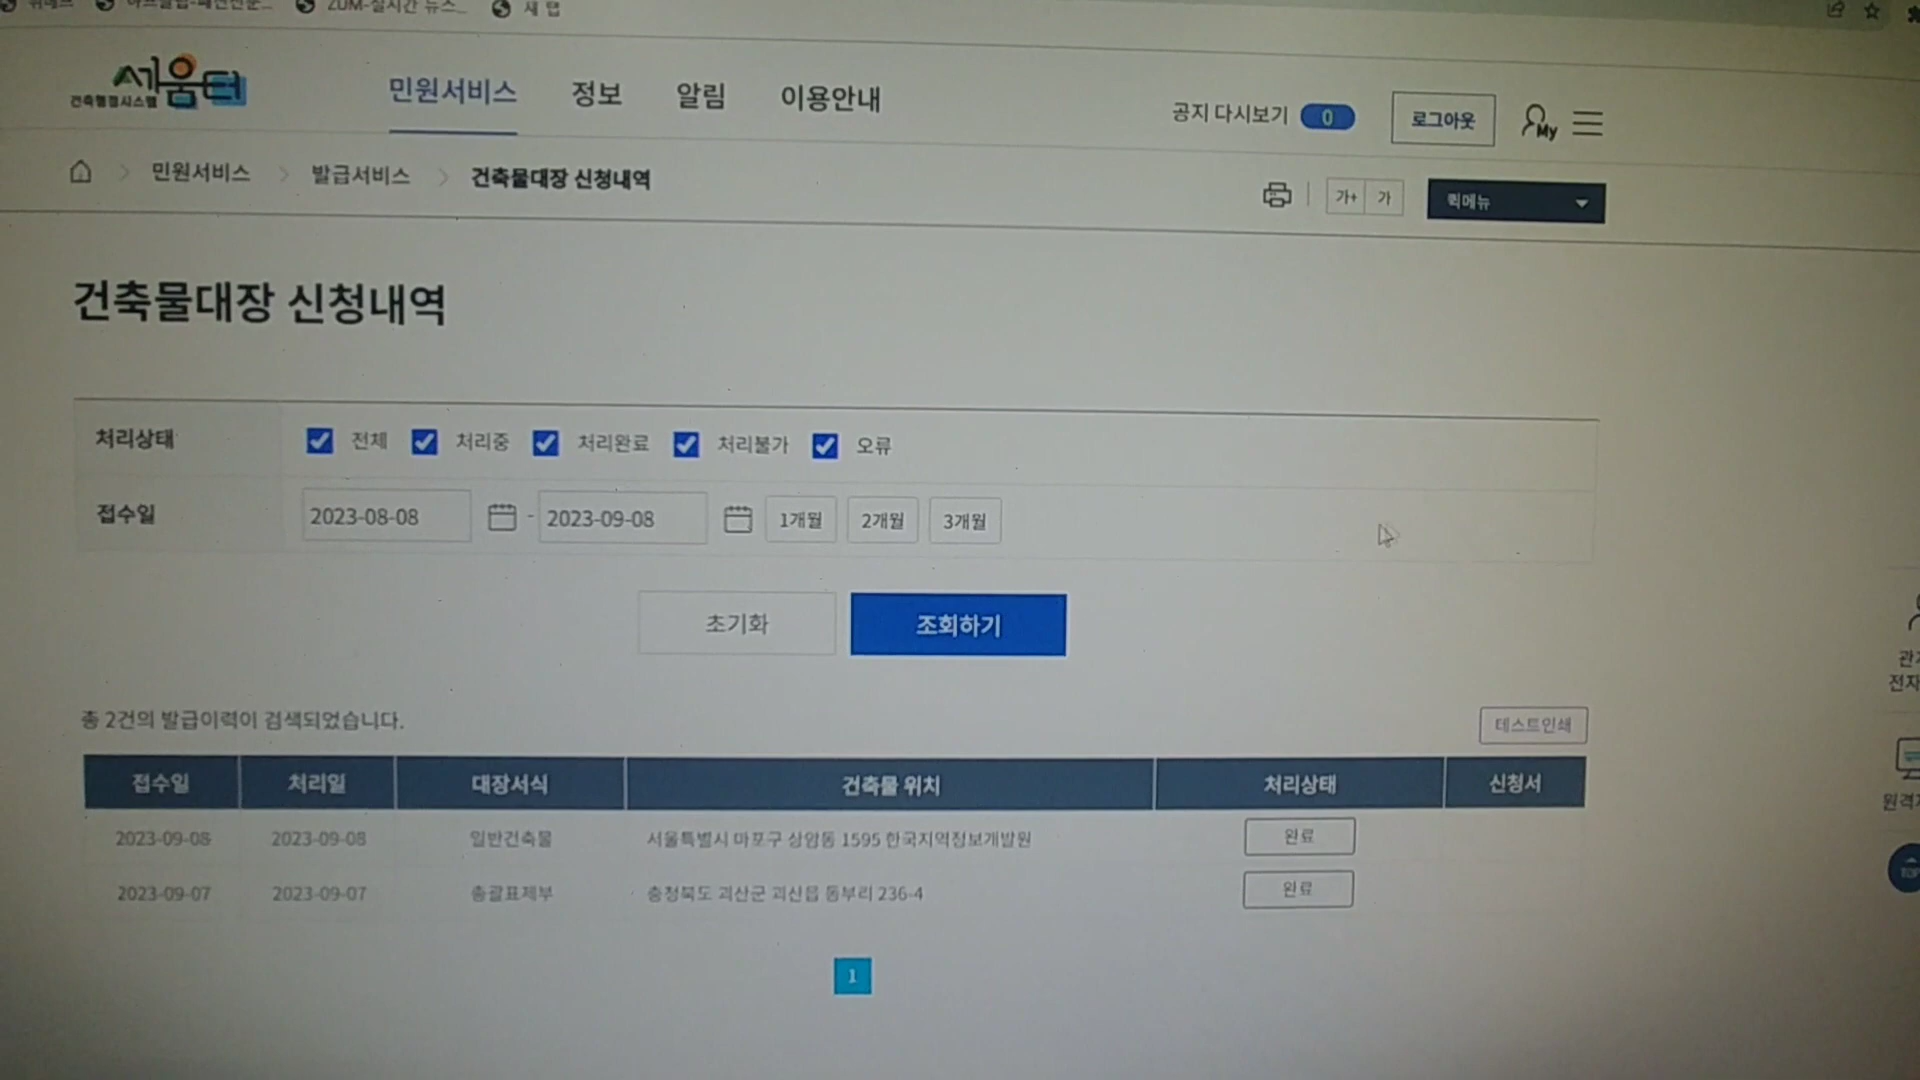 새 탭
세움터
건축행정시스템
민원서비스 정보 알림 이용안내
공지 다시보기 0 로그아웃 My
민원서비스 > 발급서비스 > 건축물대장 신청내역
가+ 가 퀵메뉴
건축물대장 신청내역
처리상태 전체 처리중 처리완료 처리불가 오류
접수일 2023-08-08 - 2023-09-08 1개월 2개월 3개월
초기화 조회하기
총 2건의 발급이력이 검색되었습니다. 테스트인쇄
접수일 처리일 대장서식 건축물 위치 처리상태 신청서
2023-09-08 2023-09-08 일반건축물 서울특별시 마포구 상암동 1595 한국지역정보개발원 완료
2023-09-07 2023-09-07 총괄표제부 충청북도 괴산군 괴산읍 동부리 236-4 완료
1
전자
원격
TOP